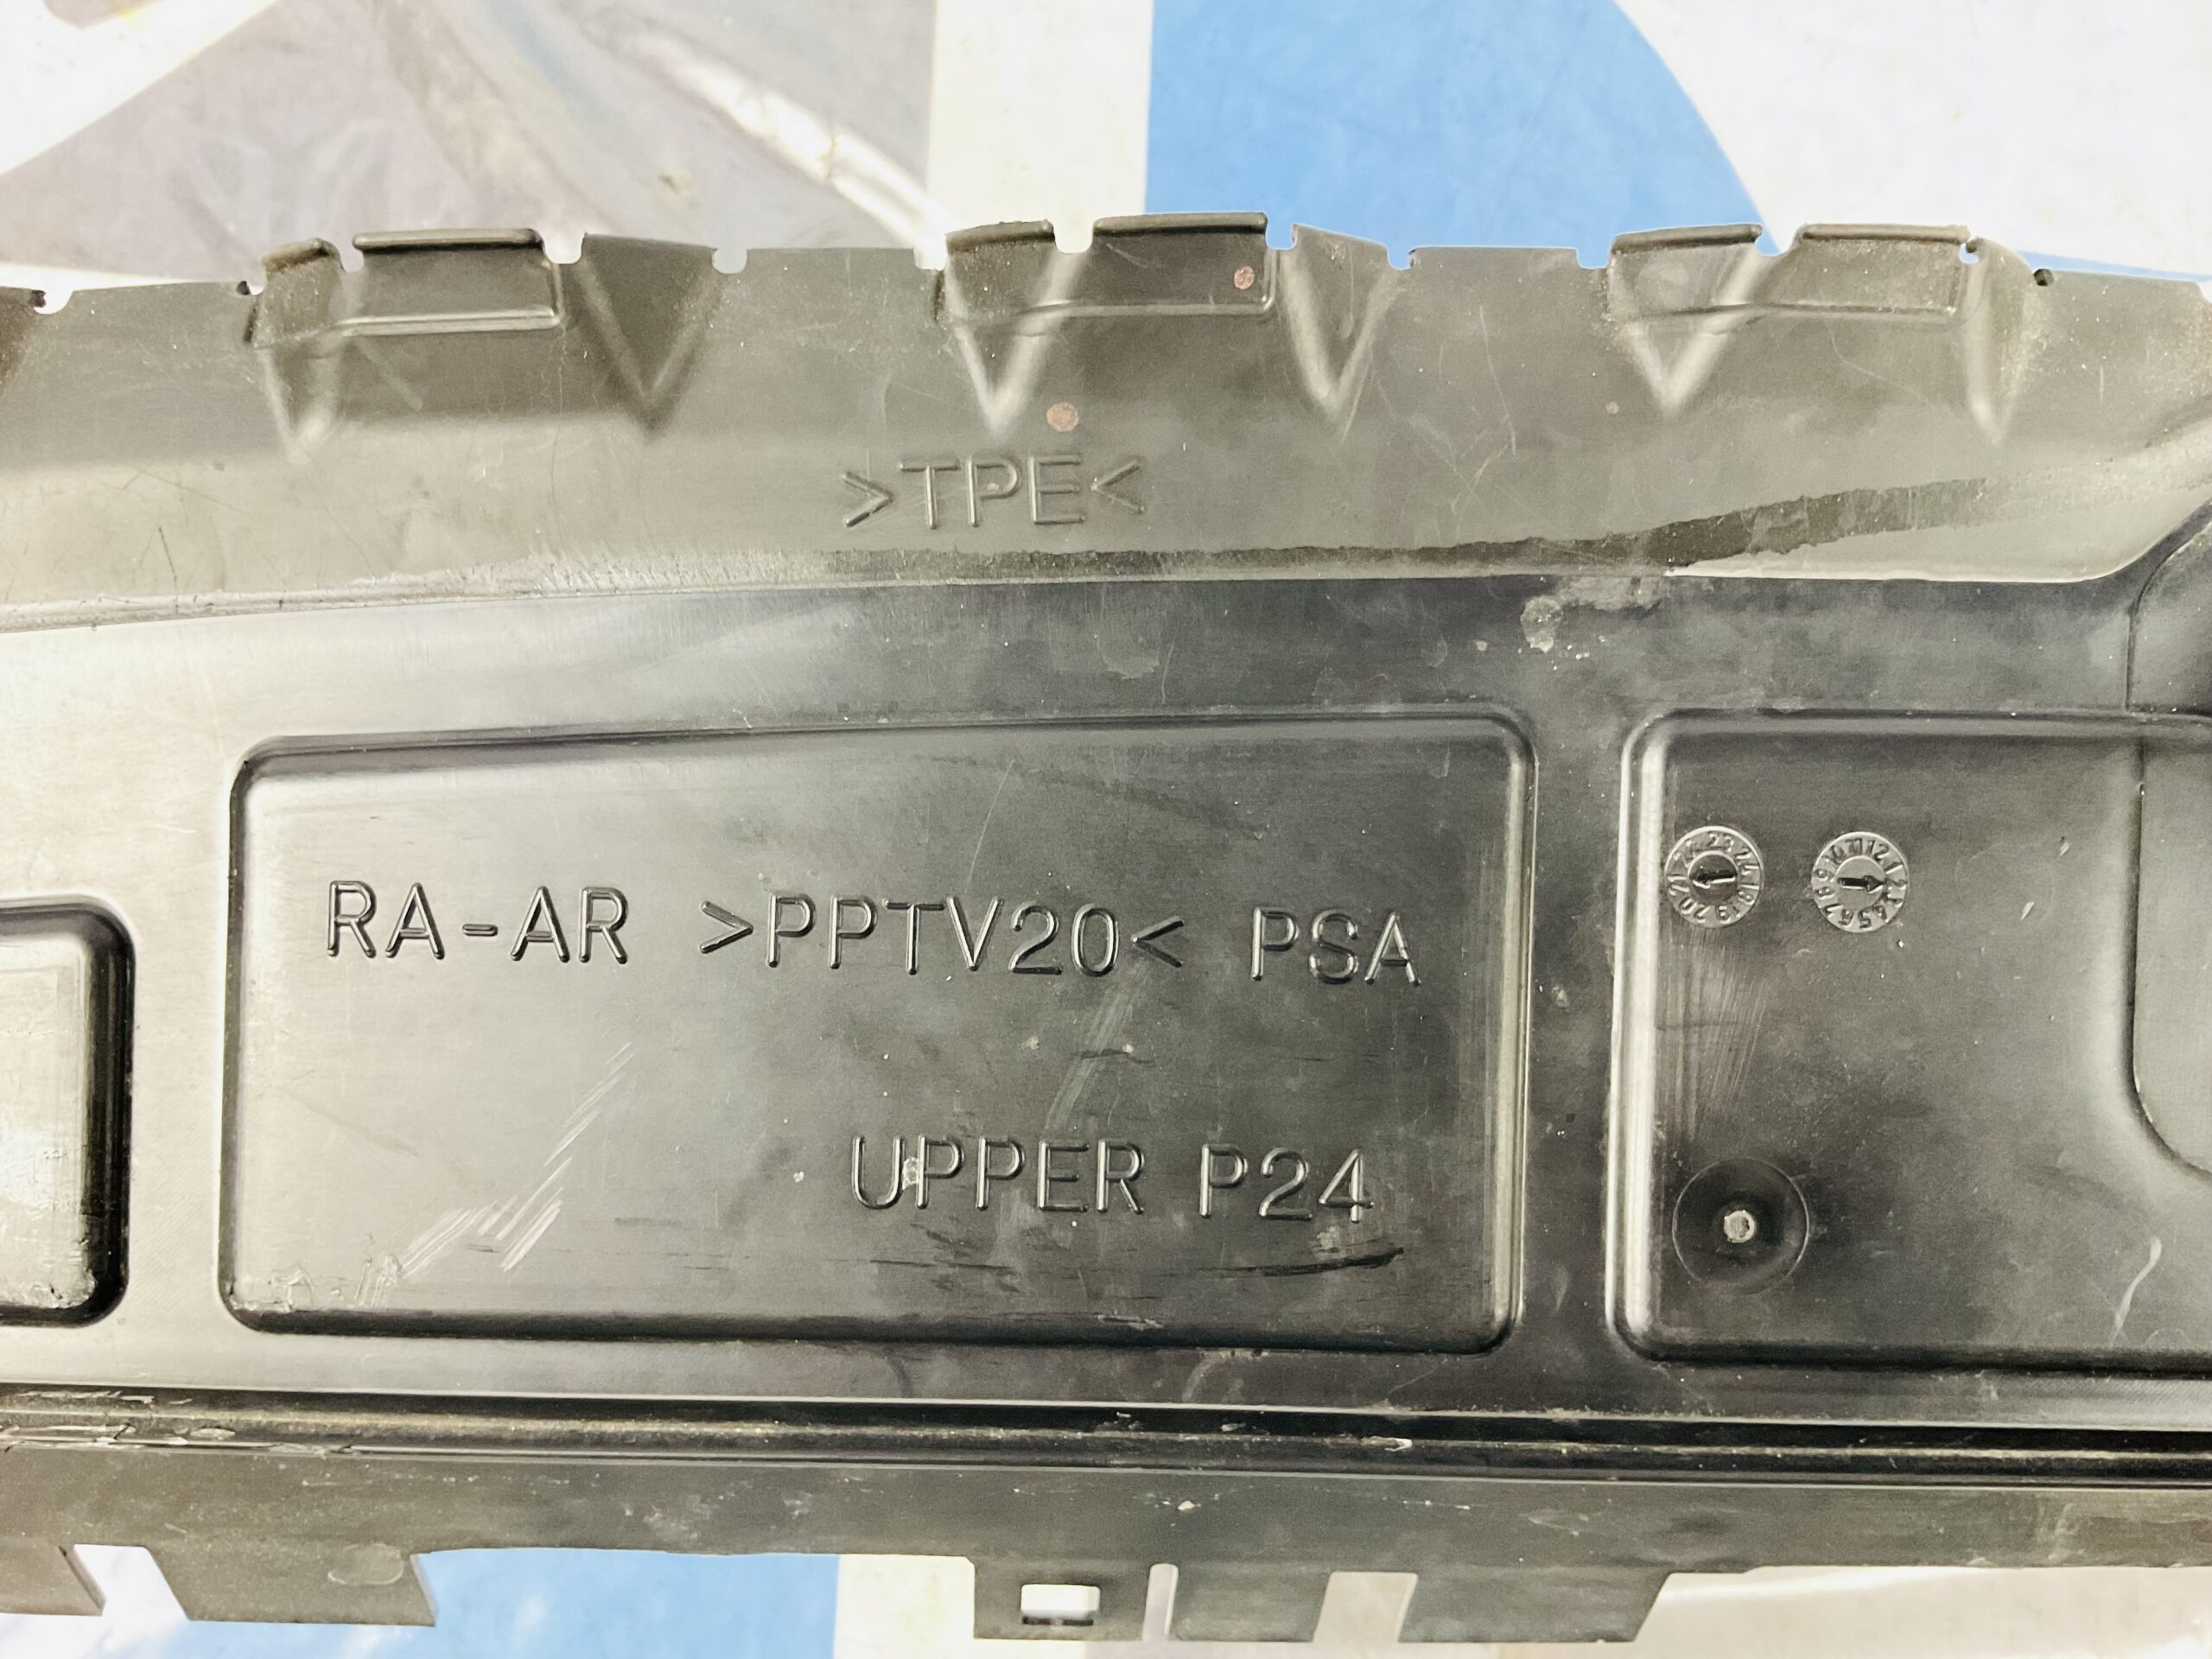 >TPE<
RA-AR >PPTV20< PSA
UPPER P24